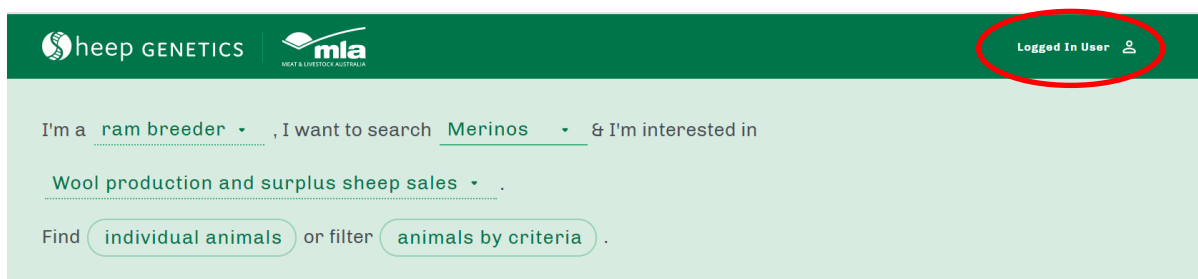 Sheep GENETICS
mla
MEAT & LIVESTOCK AUSTRALIA
Logged In User
I'm a ram breeder , I want to search Merinos & I'm interested in
Wool production and surplus sheep sales .
Find individual animals or filter animals by criteria .